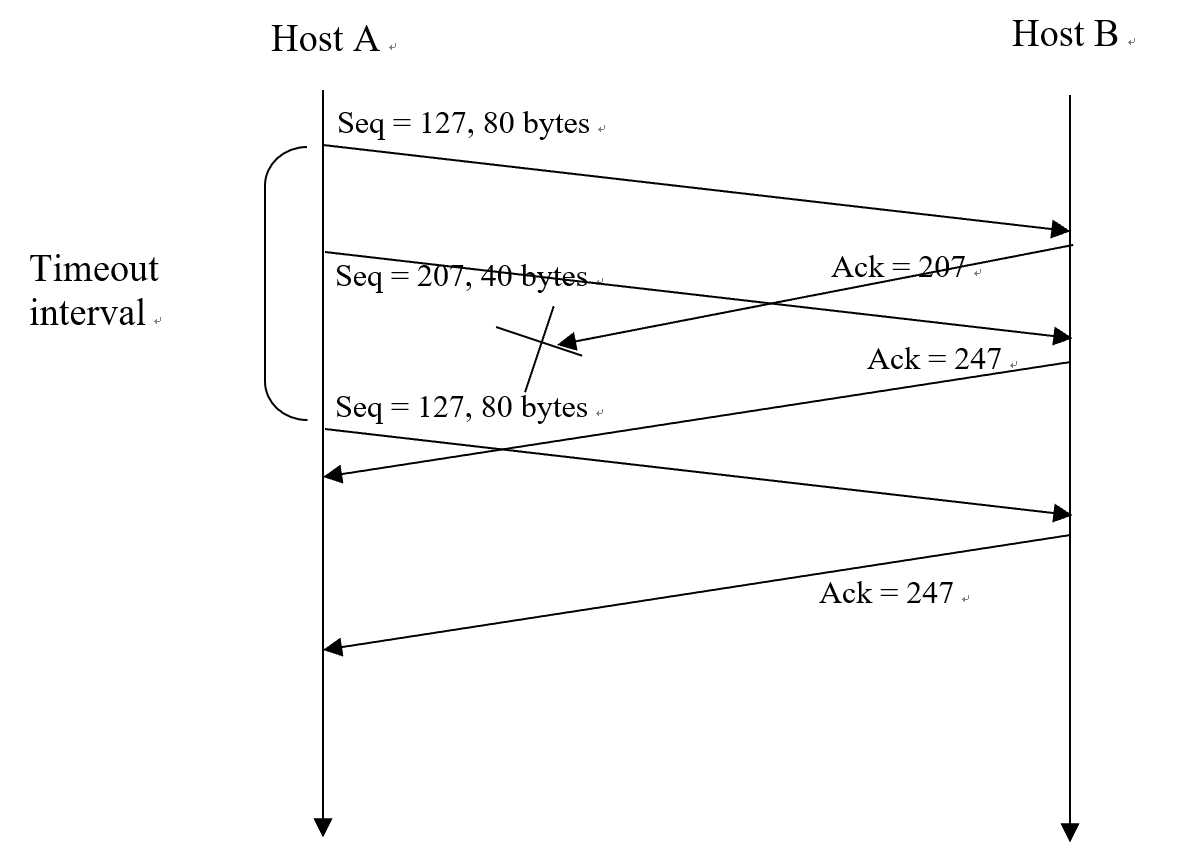 Host A
Host B
Seq = 127, 80 bytes
Timeout
interval
Ack = 207
Seq = 207, 40 bytes
Ack = 247
Seq = 127, 80 bytes
Ack = 247